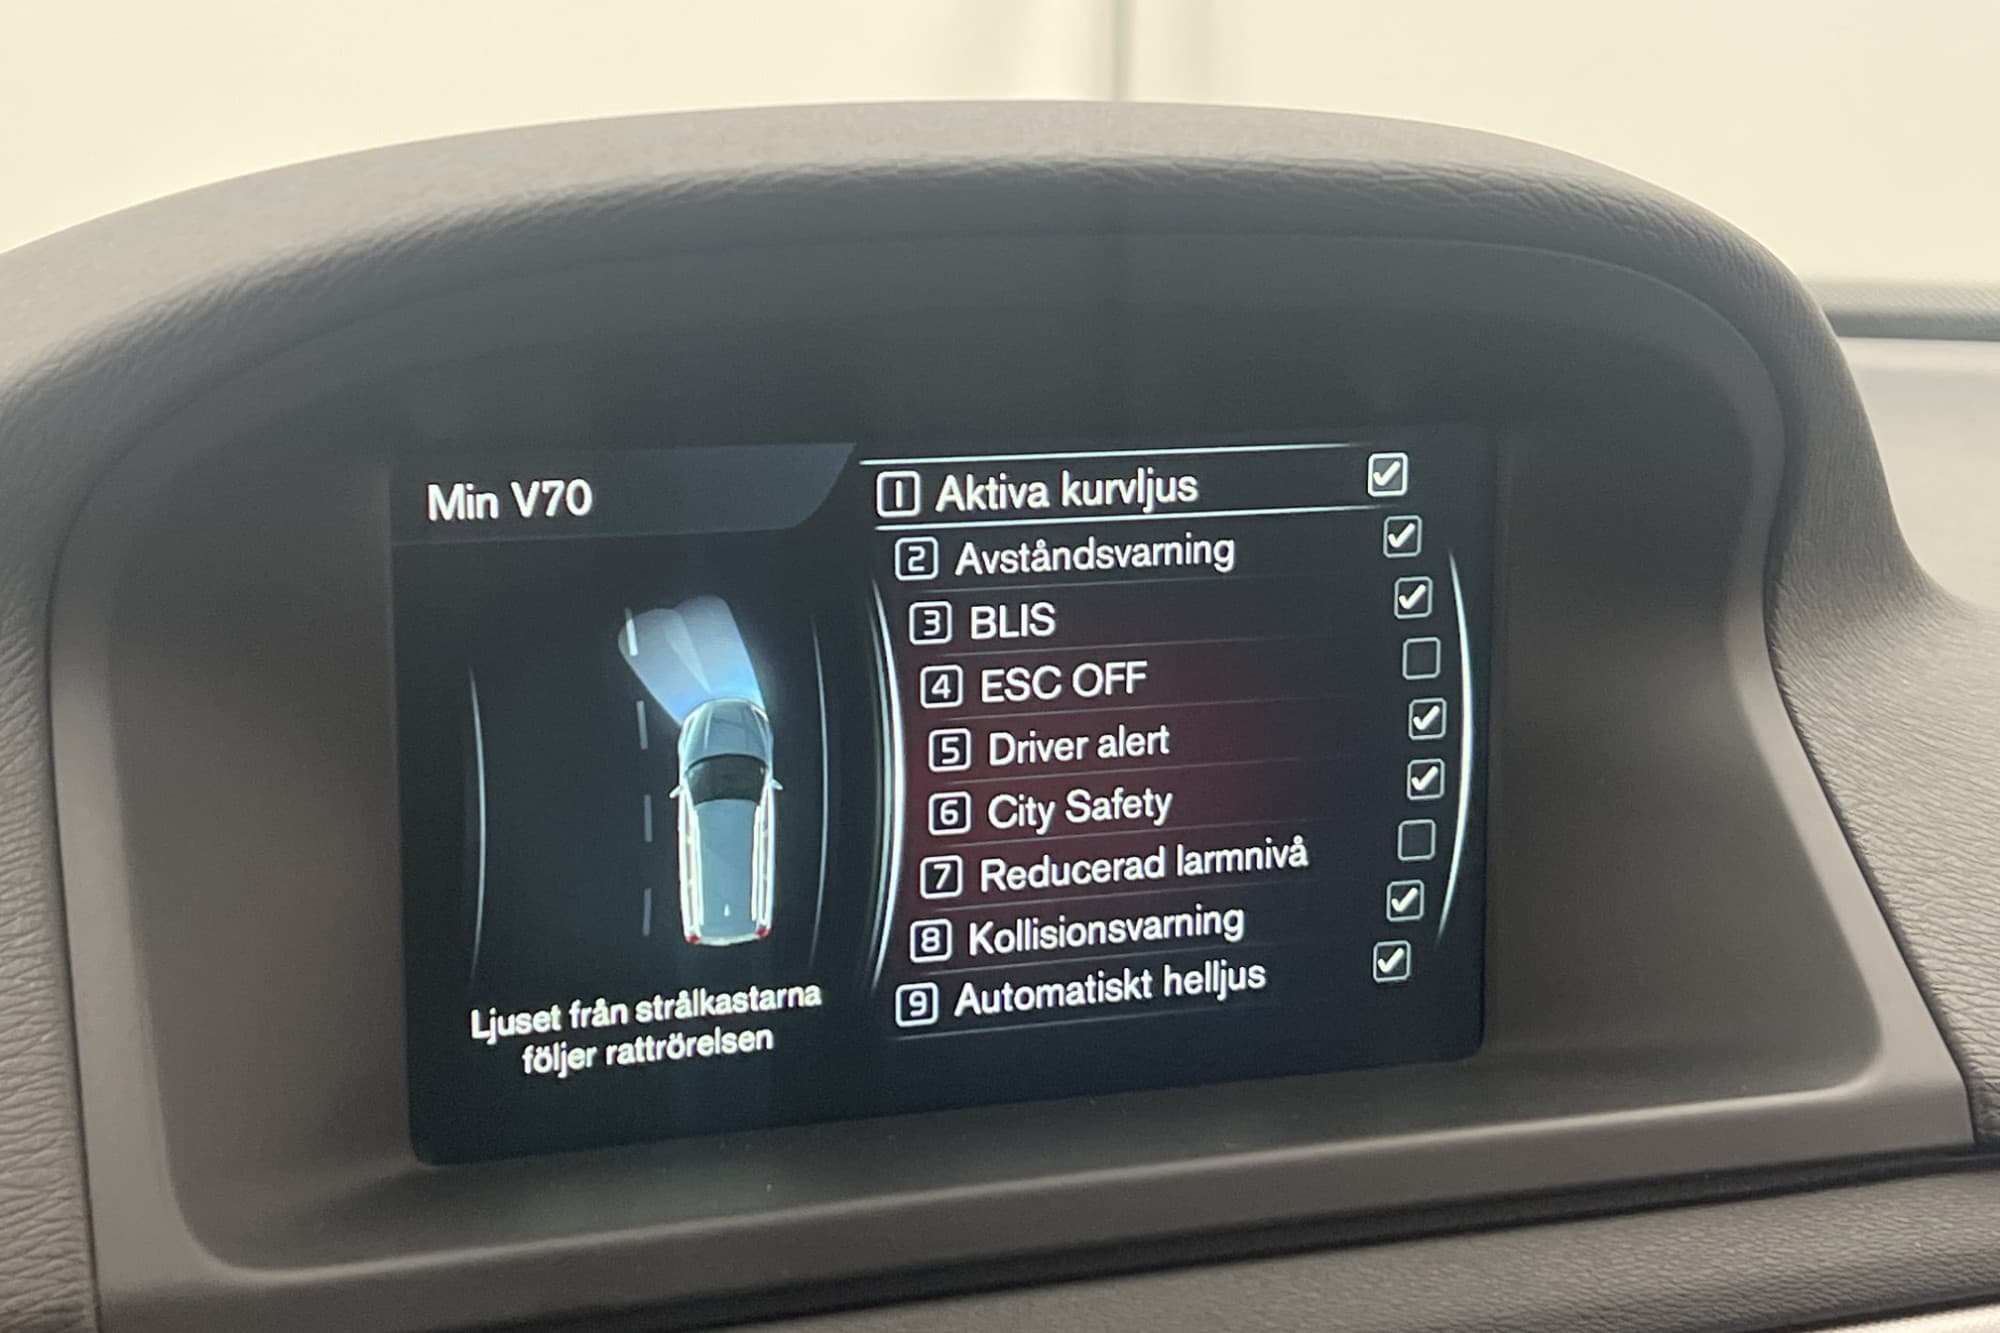 Min V70
1 Aktiva kurvljus
2 Avståndsvarning
3 BLIS
4 ESC OFF
5 Driver alert
6 City Safety
7 Reducerad larmnivå
8 Kollisionsvarning
9 Automatiskt helljus
Ljuset från strålkastarna
följer rattrörelsen